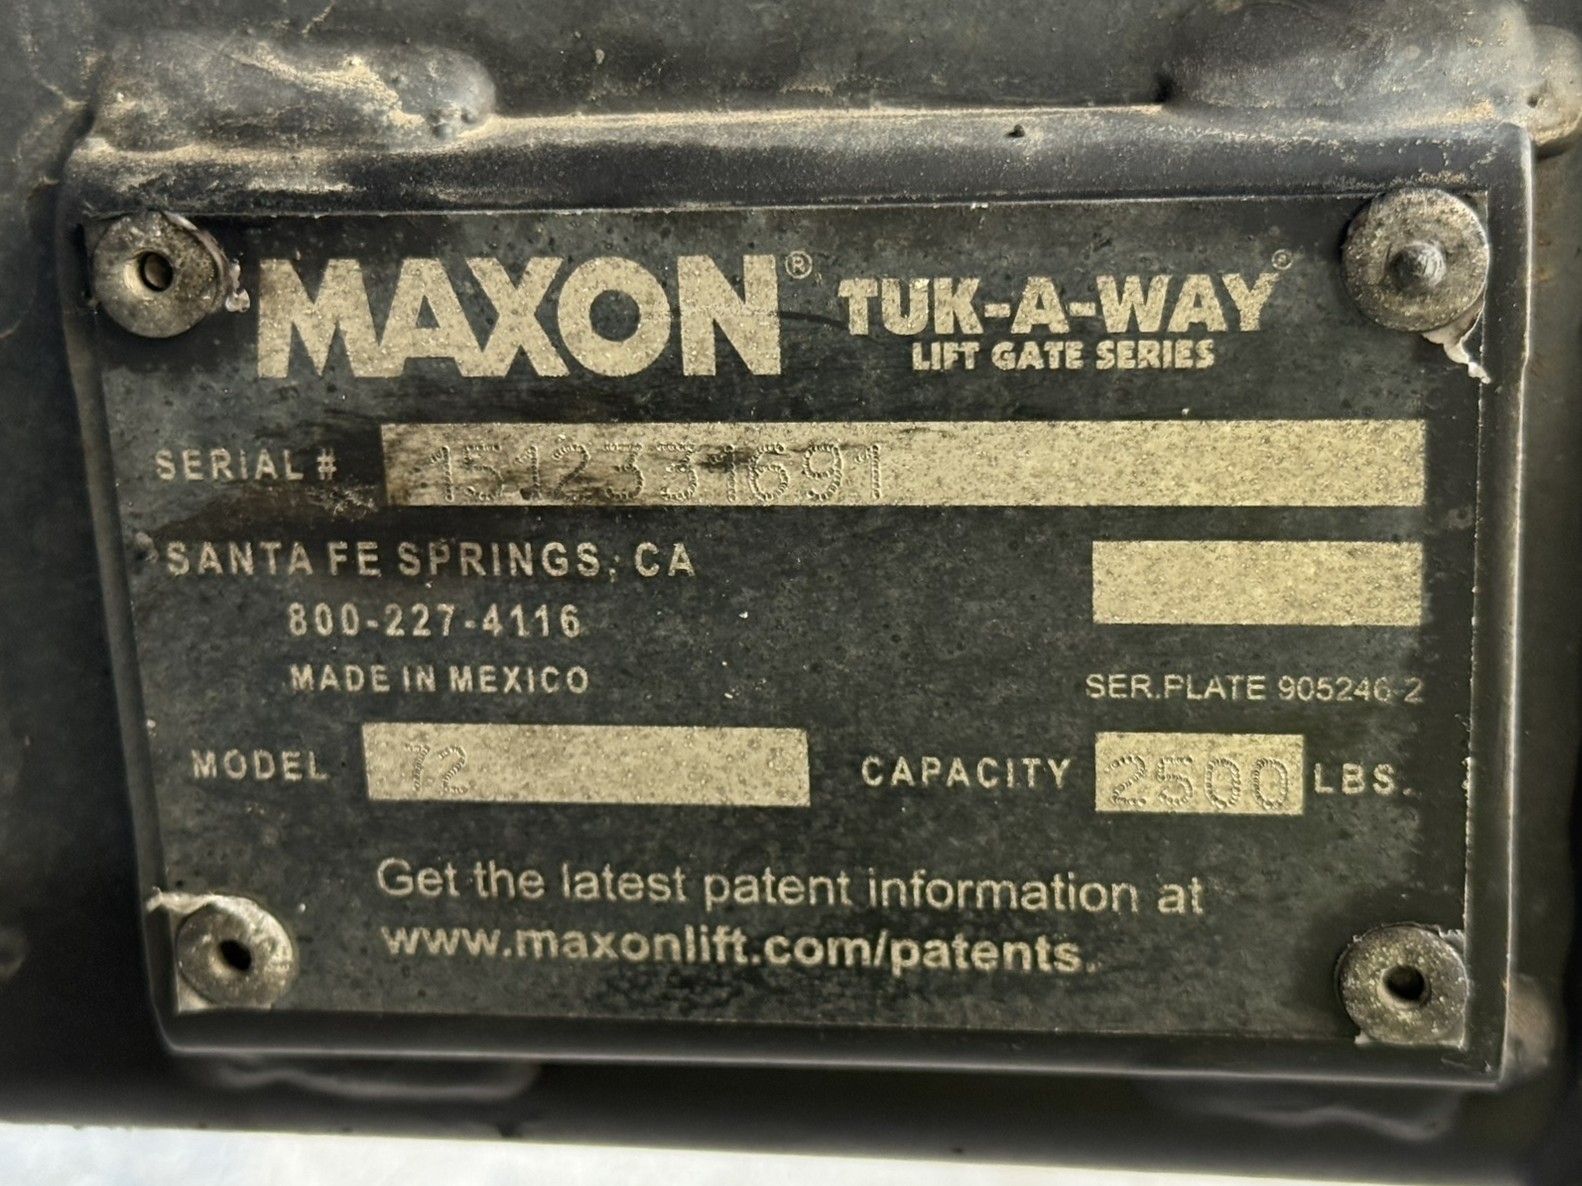 MAXON® TUK-A-WAY®
LIFT GATE SERIES
SERIAL # 1512331691
SANTA FE SPRINGS, CA
800-227-4116
MADE IN MEXICO
SER.PLATE 905246-2
MODEL 72 CAPACITY 2500 LBS.
Get the latest patent information at
www.maxonlift.com/patents.